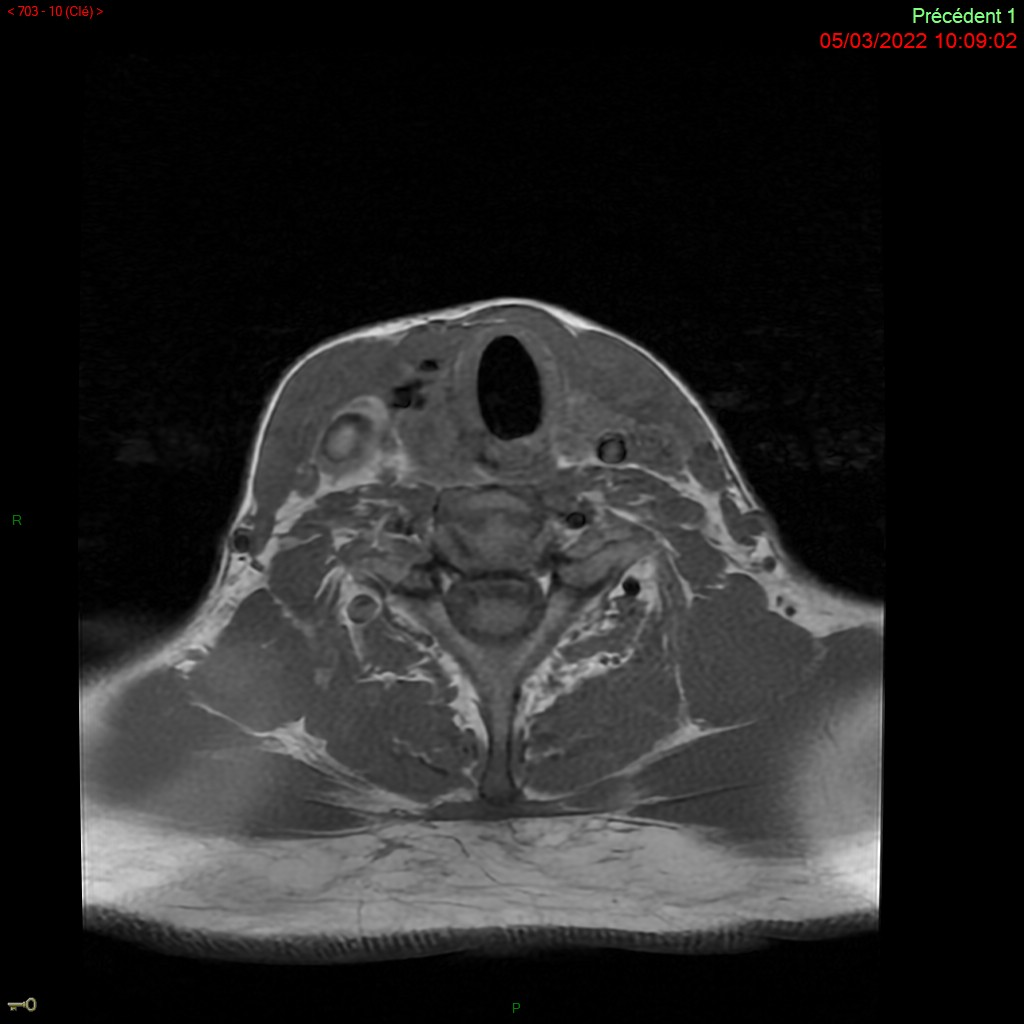 < 703 - 10 (Clé) >
Précédent 1
05/03/2022 10:09:02
R
P